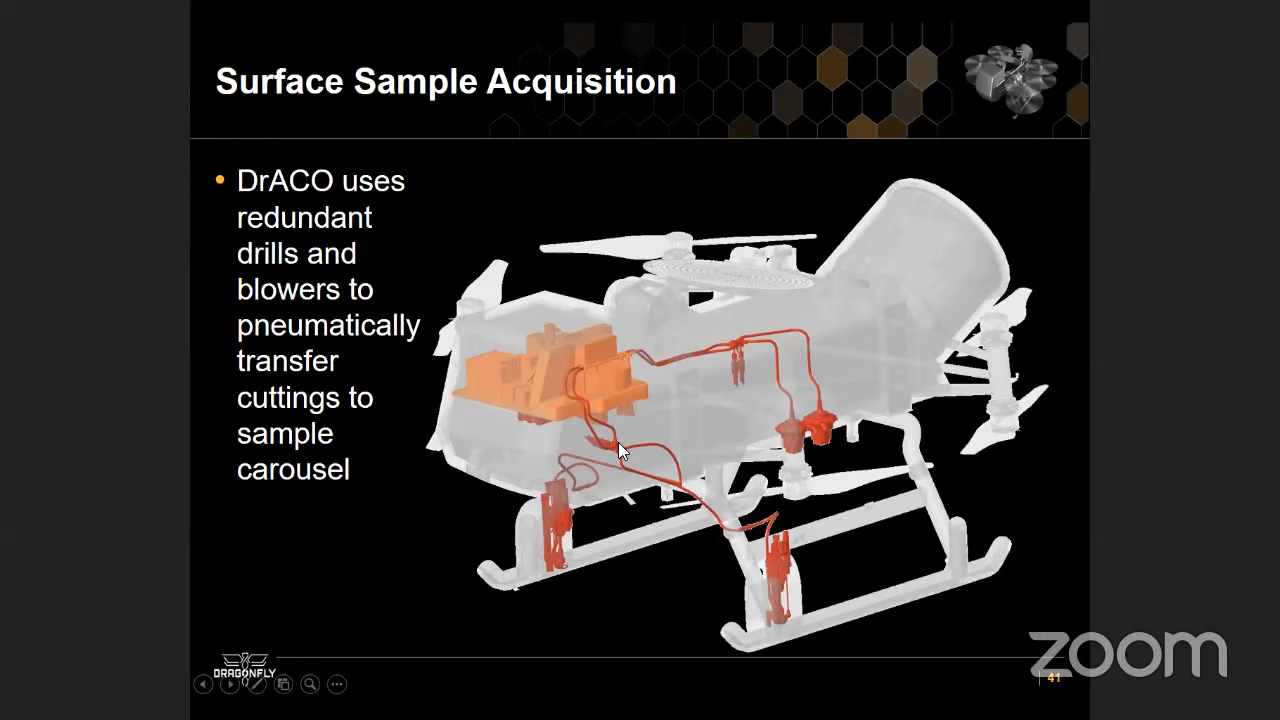 Surface Sample Acquisition
• DrACO uses
redundant
drills and
blowers to
pneumatically
transfer
cuttings to
sample
carousel
DRAGONFLY
41
zoom